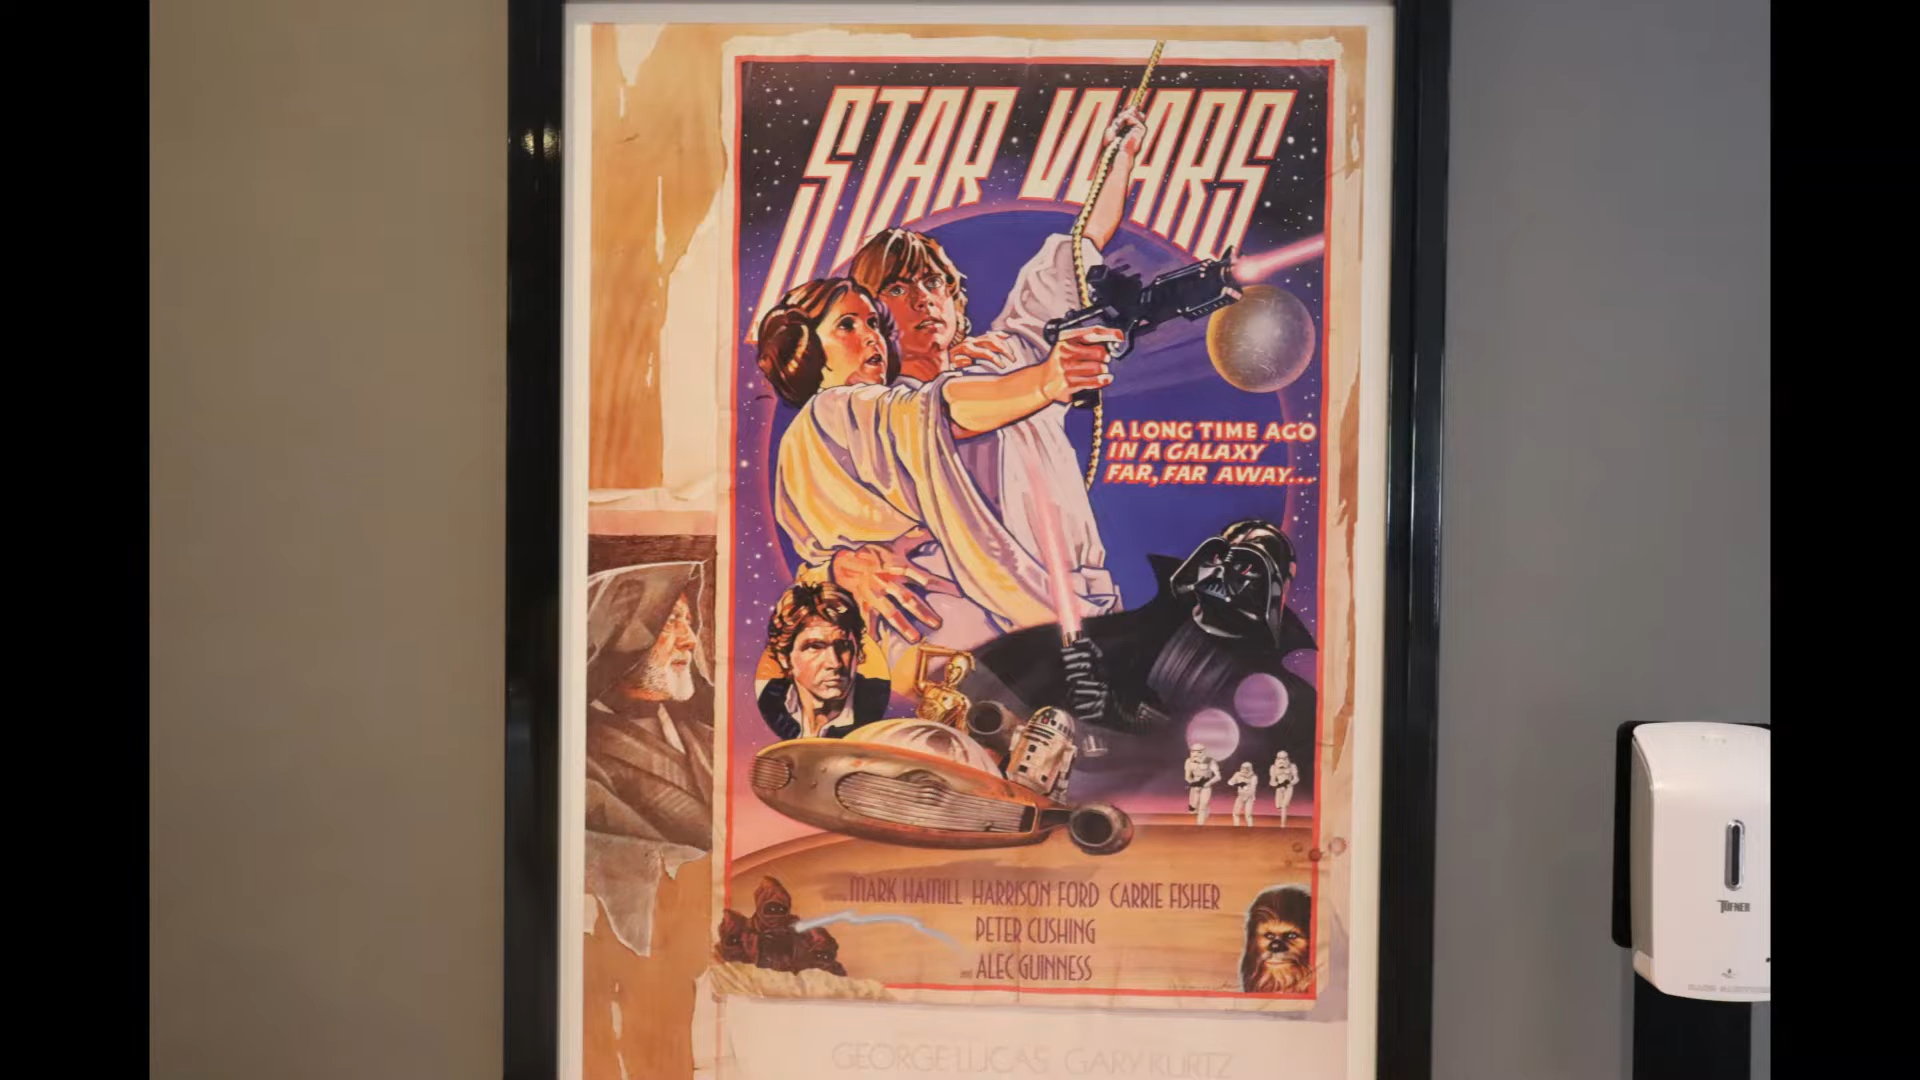 STAR WARS
A LONG TIME AGO
IN A GALAXY
FAR, FAR AWAY...
MARK HAMILL HARRISON FORD CARRIE FISHER
PETER CUSHING
and ALEC GUINNESS
GEORGE LUCAS GARY KURTZ
TOFNER